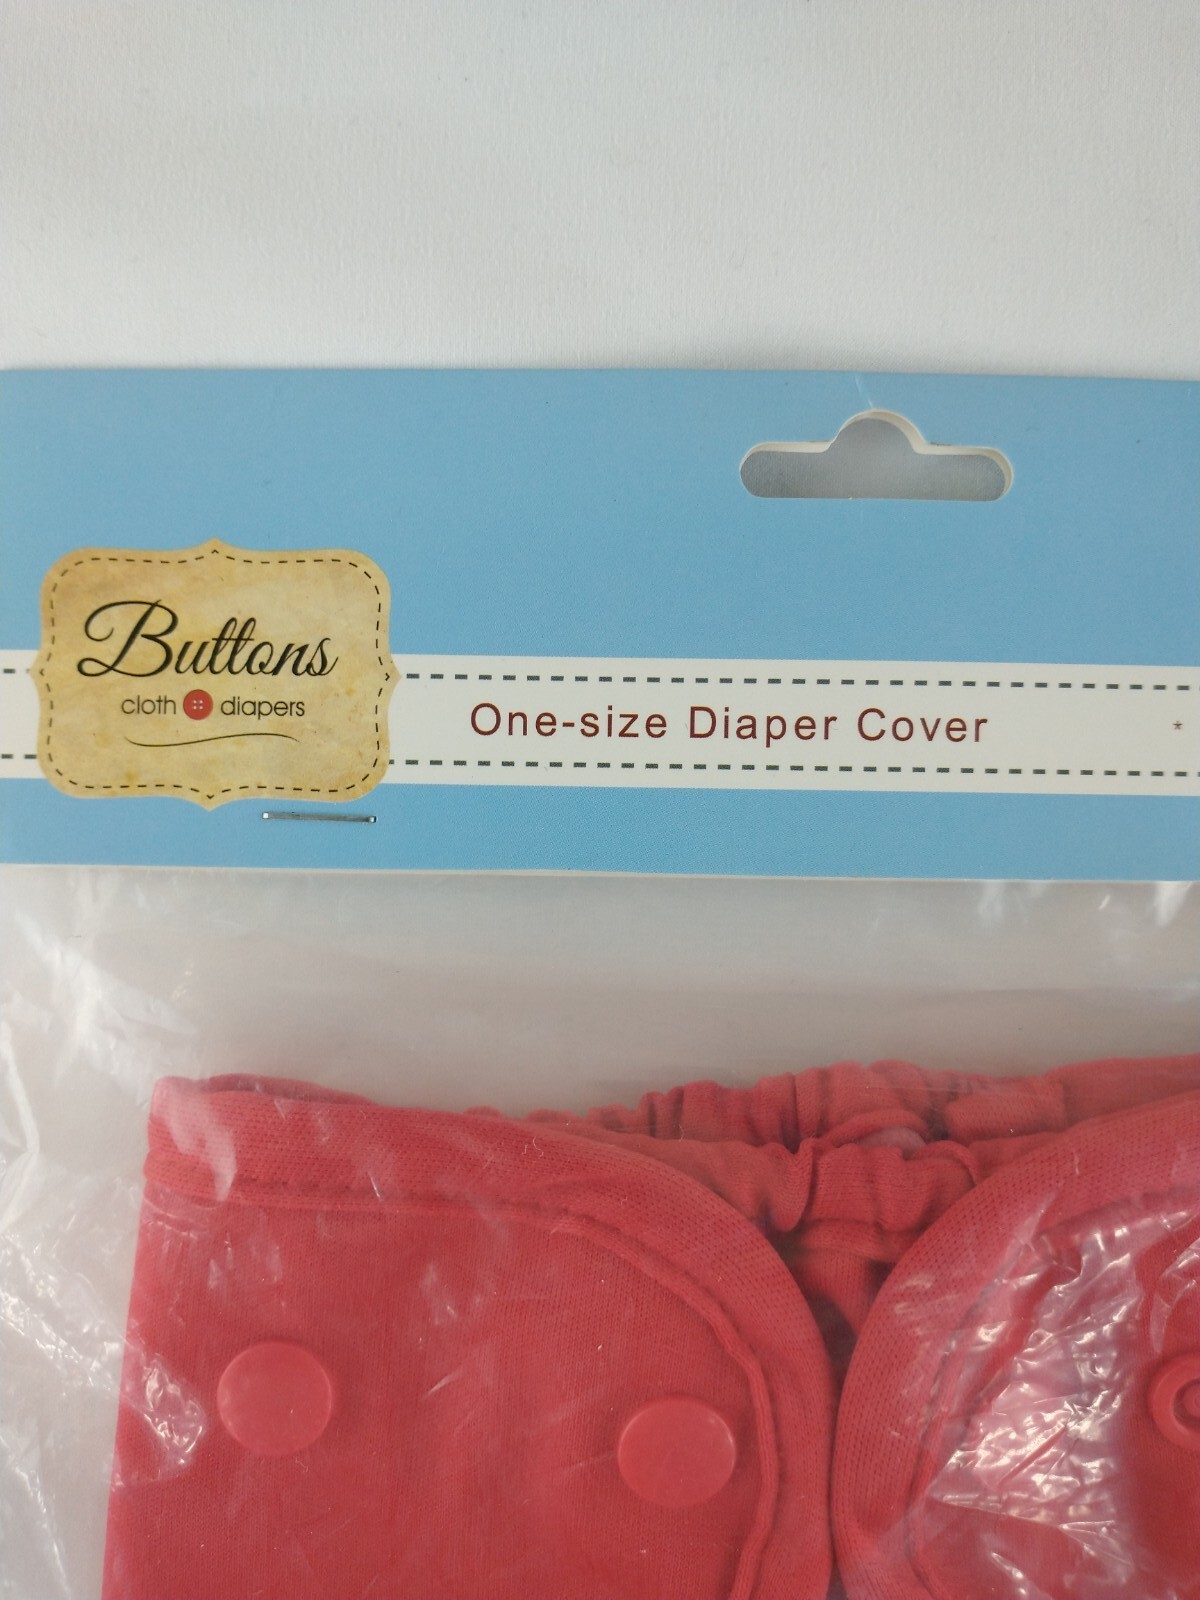 Buttons
cloth diapers
One-size Diaper Cover *